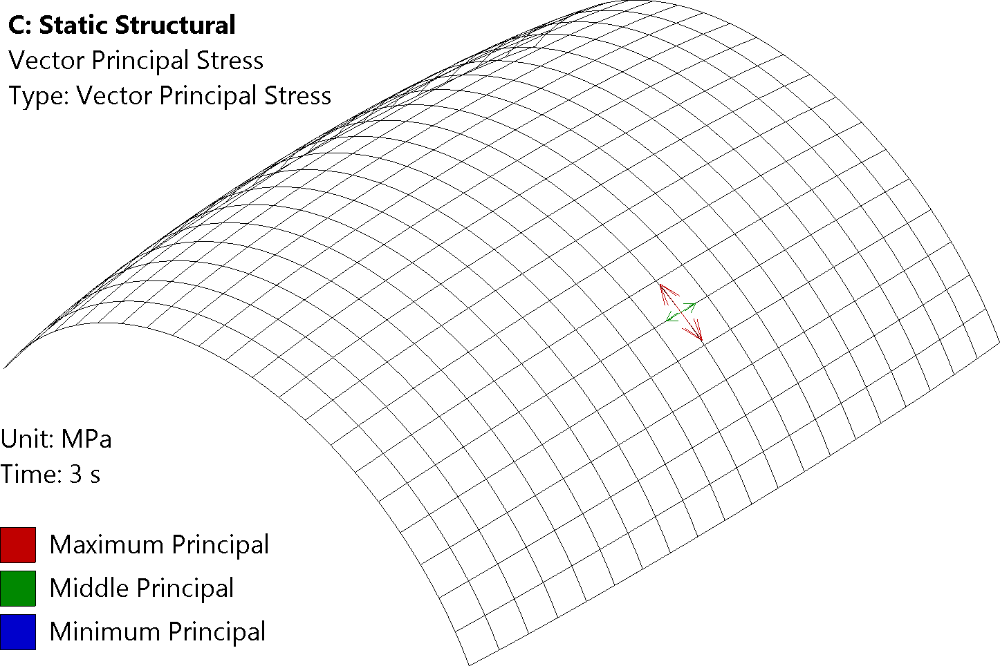 C: Static Structural
Vector Principal Stress
Type: Vector Principal Stress
Unit: MPa
Time: 3 s
Maximum Principal
Middle Principal
Minimum Principal